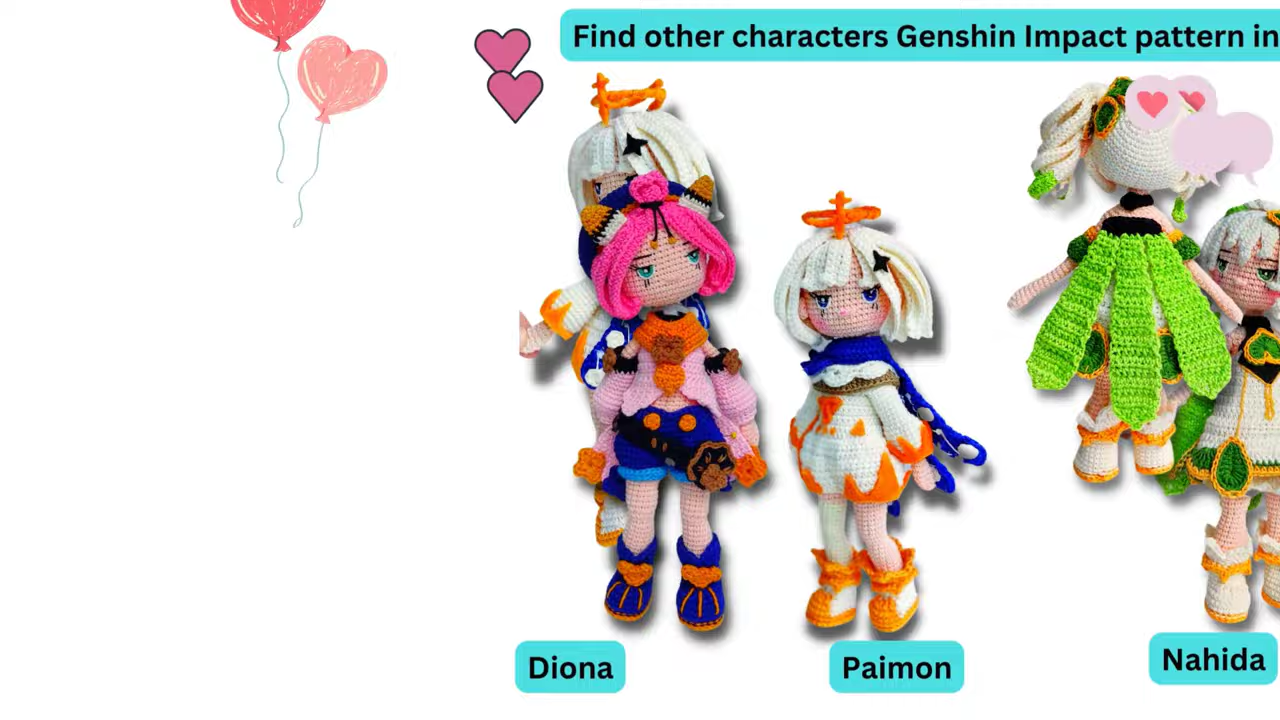 Find other characters Genshin Impact pattern in
Diona
Paimon
Nahida